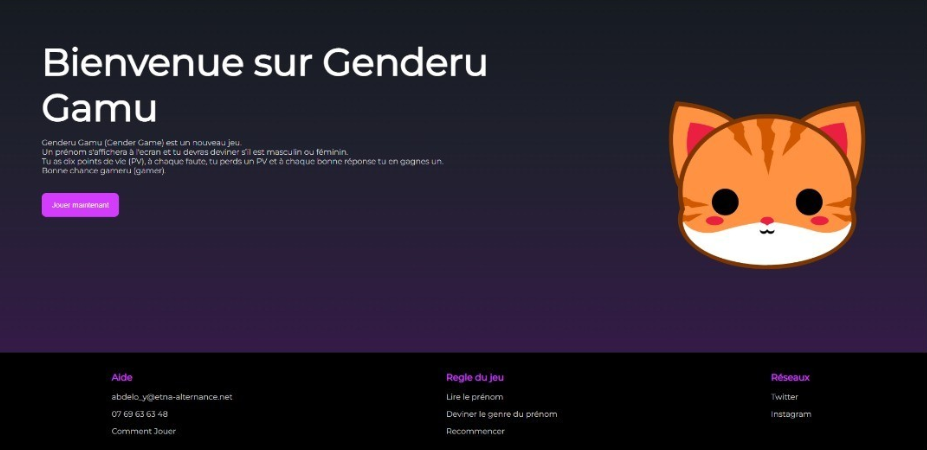 Bienvenue sur Genderu
Gamu
Genderu Gamu (Gender Game) est un nouveau jeu.
Un prénom s'affichera à l'ecran et tu devras deviner s'il est masculin ou féminin.
Tu as dix points de vie (PV), à chaque faute, tu perds un PV et à chaque bonne réponse tu en gagnes un.
Bonne chance gameru (gamer).
Jouer maintenant
Aide
abdelo_y@etna-alternance.net
07 69 63 63 48
Comment Jouer
Regle du jeu
Lire le prénom
Deviner le genre du prénom
Recommencer
Réseaux
Twitter
Instagram